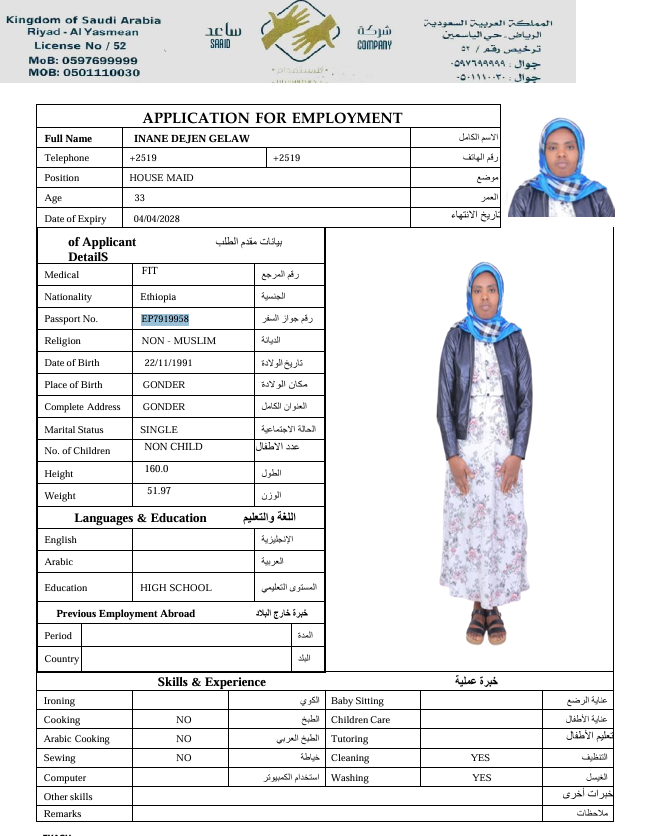 Kingdom of Saudi Arabia
Riyad - Al Yasmean
License No / 52
MoB: 0597699999
MOB: 0501110030
ساعد
SAAID
شركة
COMPANY
المملكة العربية السعودية
الرياض - حي الياسمين
ترخيص رقم / ٥٢
جوال : ٠٥٩٧٦٩٩٩٩٩
جوال : ٠٥٠١١١٠٠٣٠
APPLICATION FOR EMPLOYMENT
Full Name INANE DEJEN GELAW الاسم الكامل
Telephone +2519 +2519 رقم الهاتف
Position HOUSE MAID موضع
Age 33 العمر
Date of Expiry 04/04/2028 تاريخ الانتهاء
of Applicant بيانات مقدم الطلب
DetailS
Medical FIT رقم المرجع
Nationality Ethiopia الجنسية
Passport No. EP7919958 رقم جواز السفر
Religion NON - MUSLIM الديانة
Date of Birth 22/11/1991 تاريخ الولادة
Place of Birth GONDER مكان الولادة
Complete Address GONDER العنوان الكامل
Marital Status SINGLE الحالة الاجتماعية
No. of Children NON CHILD عدد الاطفال
Height 160.0 الطول
Weight 51.97 الوزن
Languages & Education اللغة والتعليم
English الإنجليزية
Arabic العربية
Education HIGH SCHOOL المستوى التعليمي
Previous Employment Abroad خبرة خارج البلاد
Period المدة
Country البلد
Skills & Experience خبرة عملية
Ironing الكوي Baby Sitting عناية الرضع
Cooking NO الطبخ Children Care عناية الأطفال
Arabic Cooking NO الطبخ العربي Tutoring تعليم الأطفال
Sewing NO خياطة Cleaning YES التنظيف
Computer استخدام الكمبيوتر Washing YES الغيسل
Other skills خبرات أخرى
Remarks ملاحظات